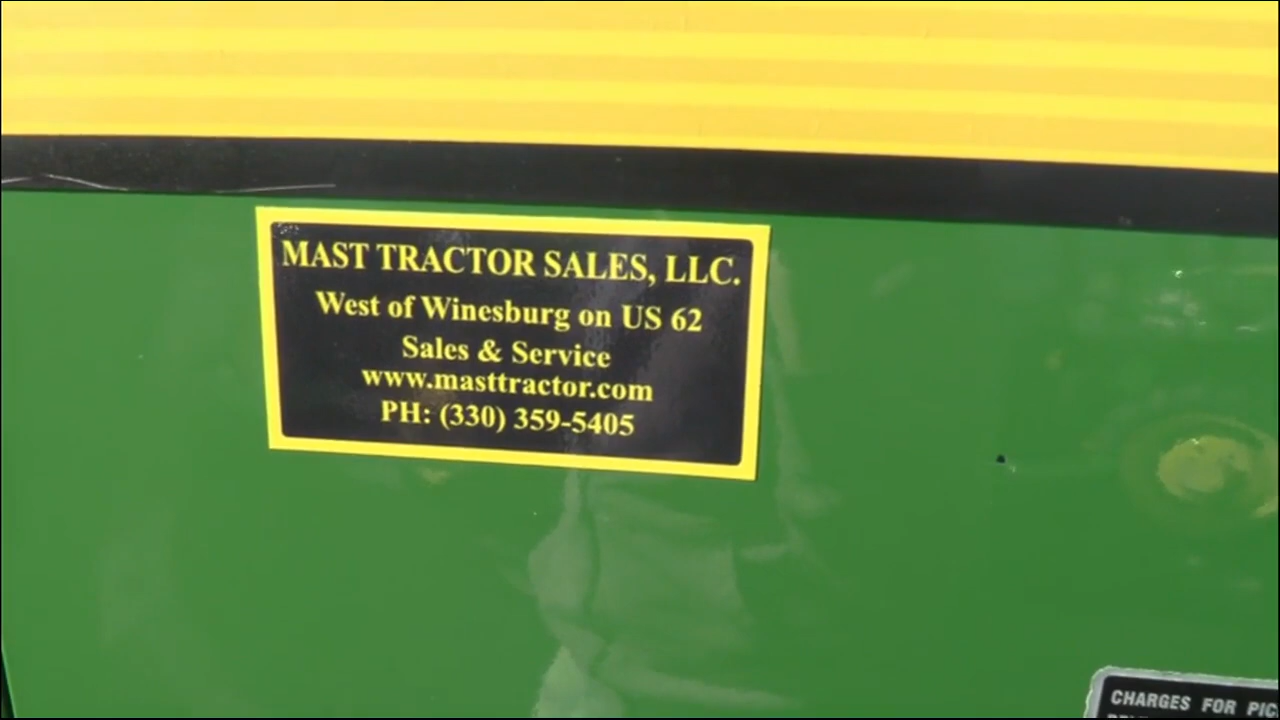 MAST TRACTOR SALES, LLC.
West of Winesburg on US 62
Sales & Service
www.masttractor.com
PH: (330) 359-5405
CHARGES FOR